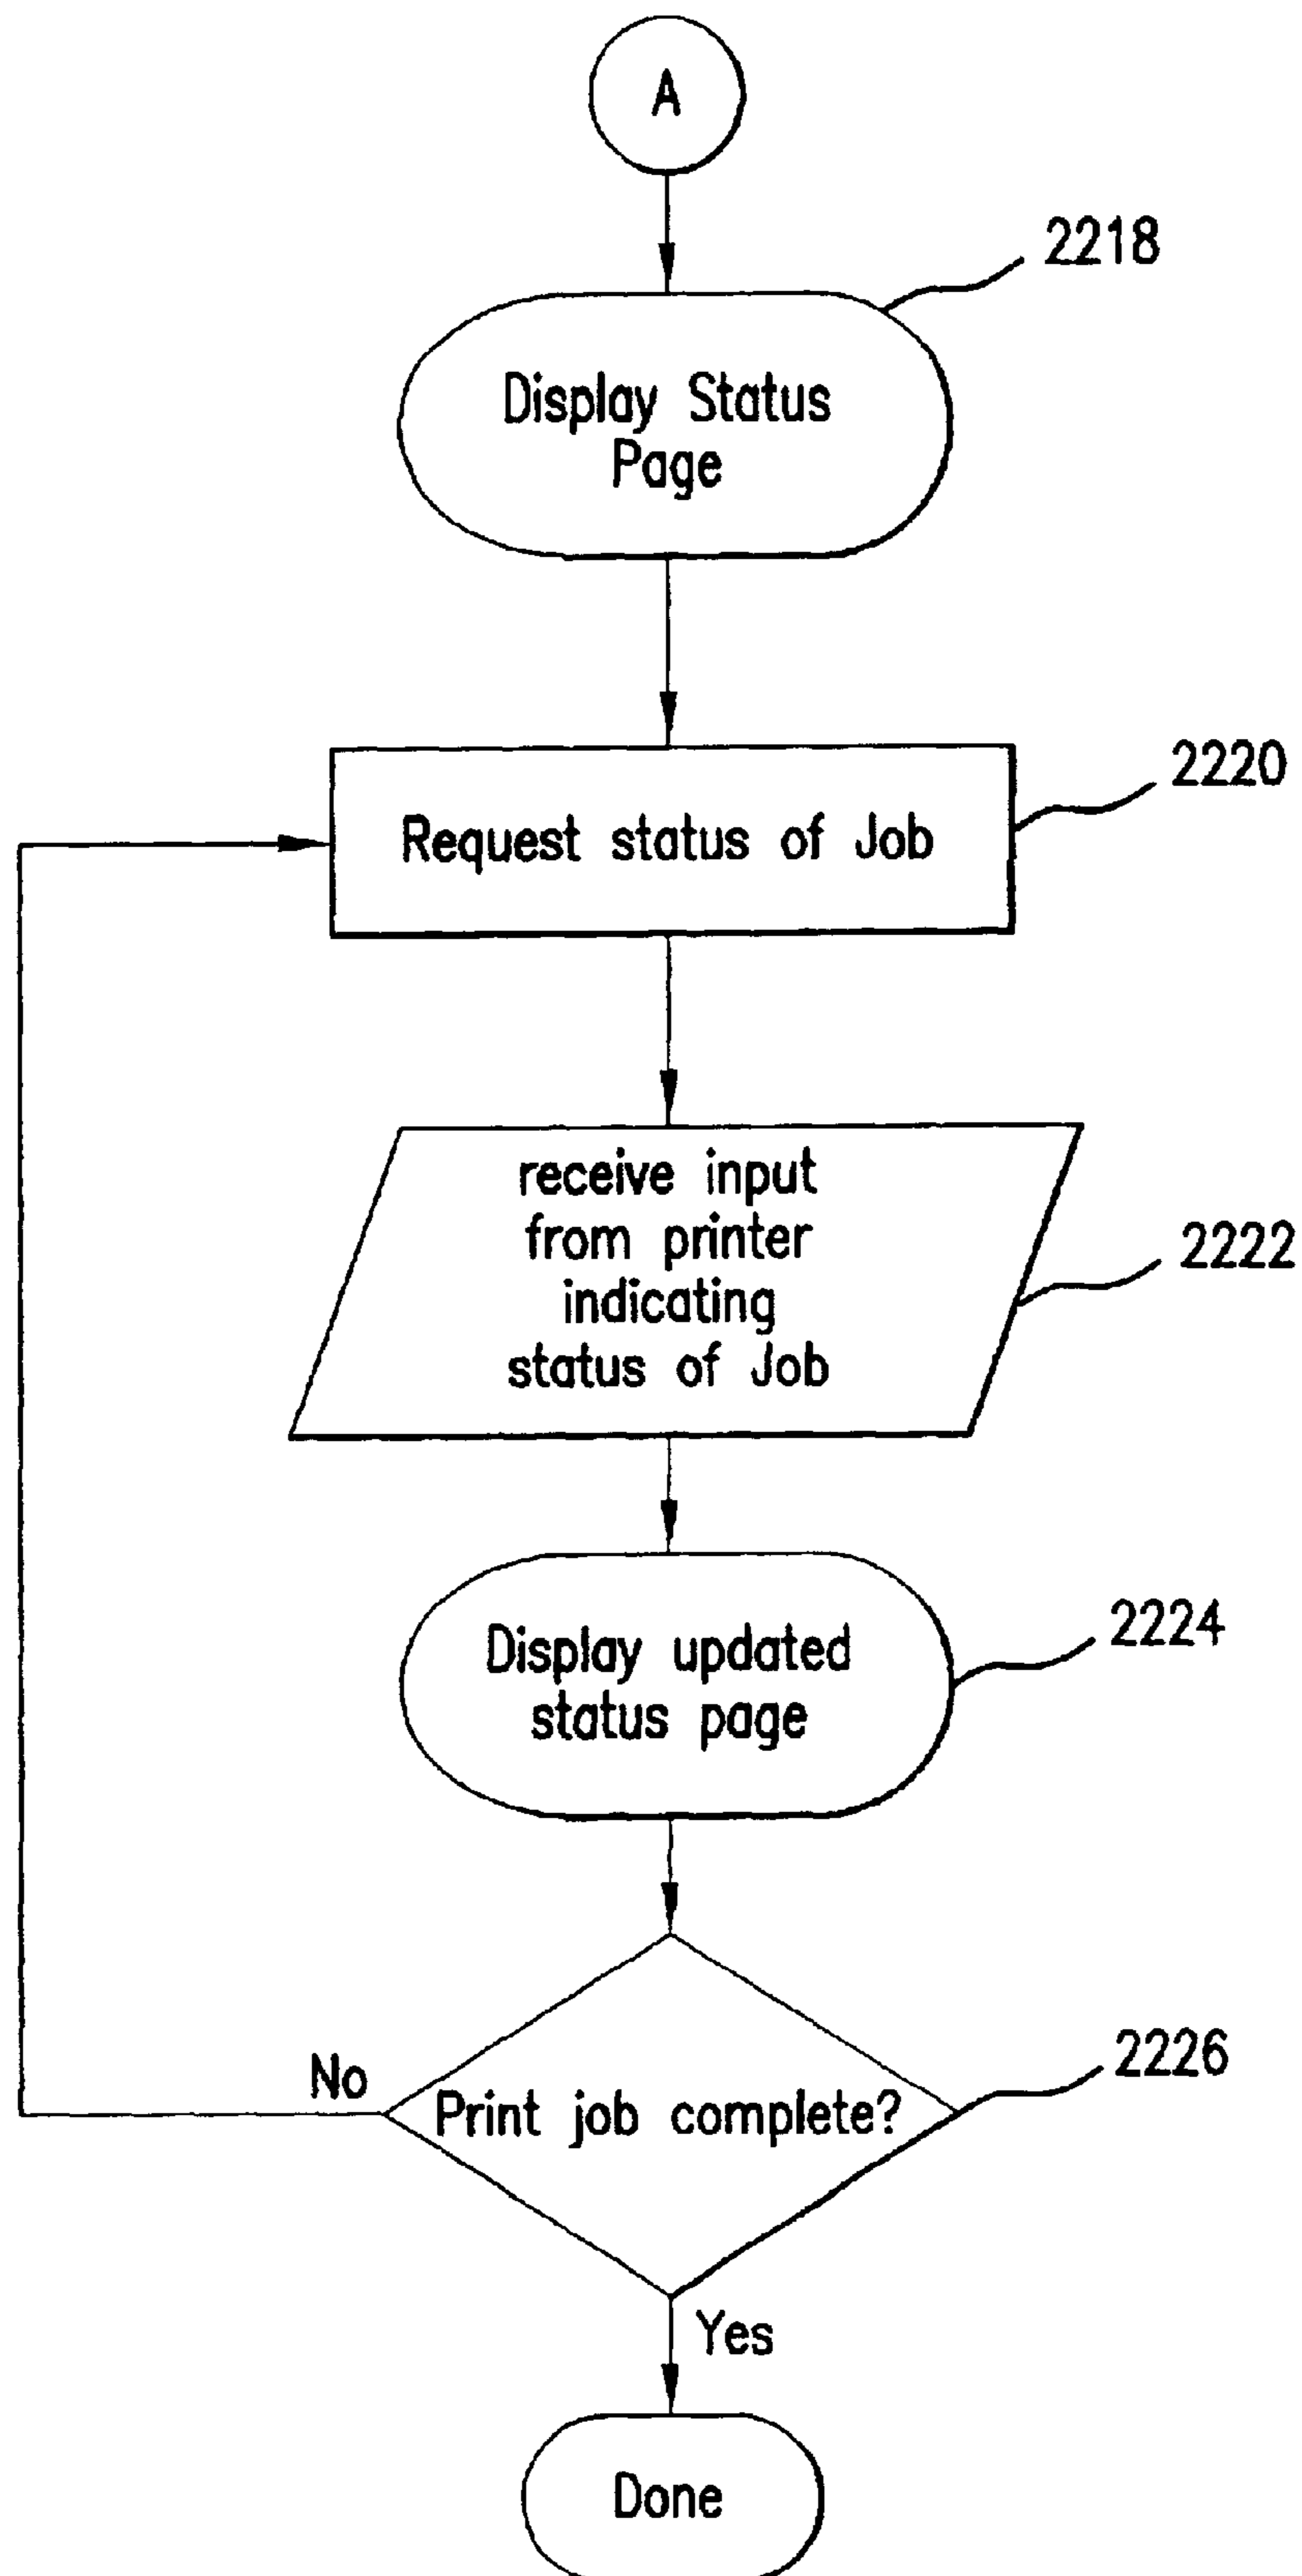 A
2218
Display Status
Page
2220
Request status of Job
receive input
from printer
indicating
status of Job
2222
Display updated
status page
2224
No
Print job complete?
2226
Yes
Done